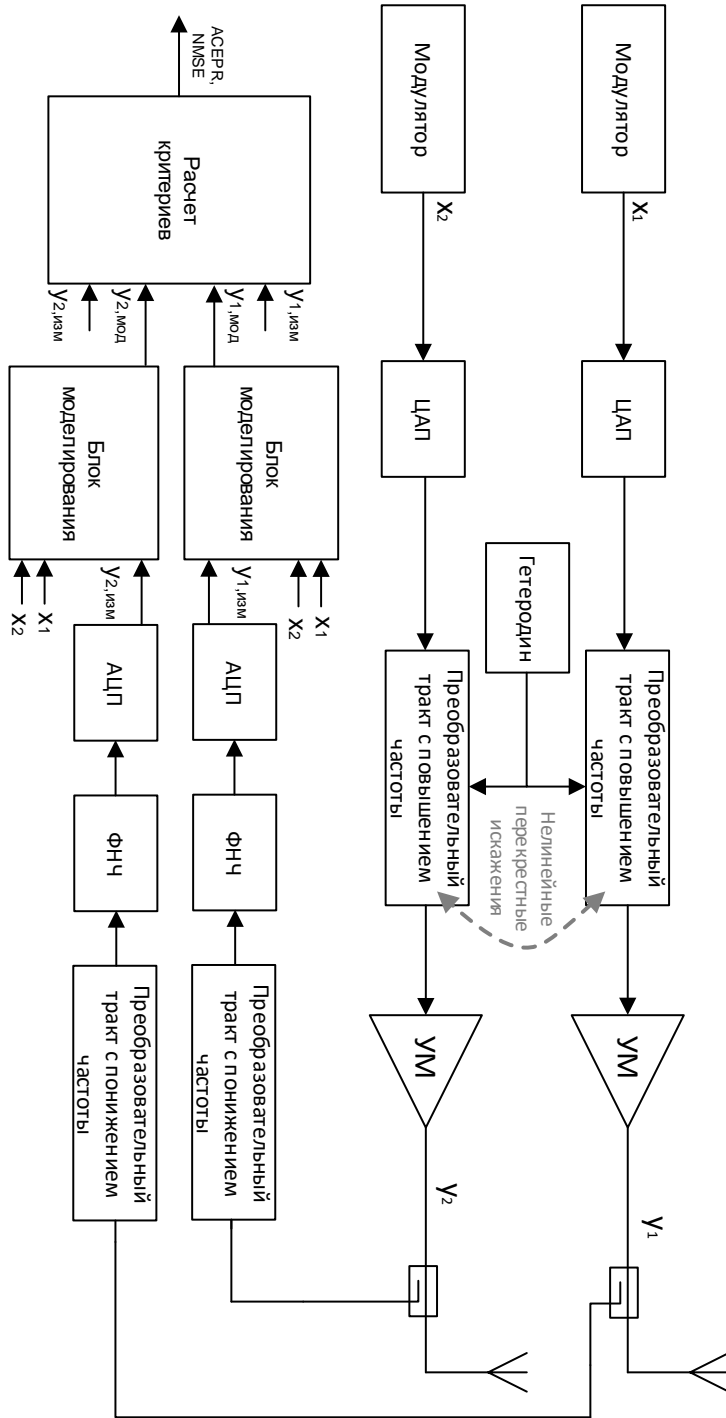 Модулятор
x1
ЦАП
Преобразовательный
тракт с повышением
частоты
УМ
y1
Гетеродин
Нелинейные
перекрестные
искажения
Модулятор
x2
ЦАП
Преобразовательный
тракт с повышением
частоты
УМ
y2
ACEPR,
NMSE
Расчет
критериев
y1,изм
y1,мод
y2,мод
y2,изм
Блок
моделирования
x1
x2
y1,изм
АЦП
ФНЧ
Преобразовательный
тракт с понижением
частоты
Блок
моделирования
y2,изм
x1
x2
АЦП
ФНЧ
Преобразовательный
тракт с понижением
частоты